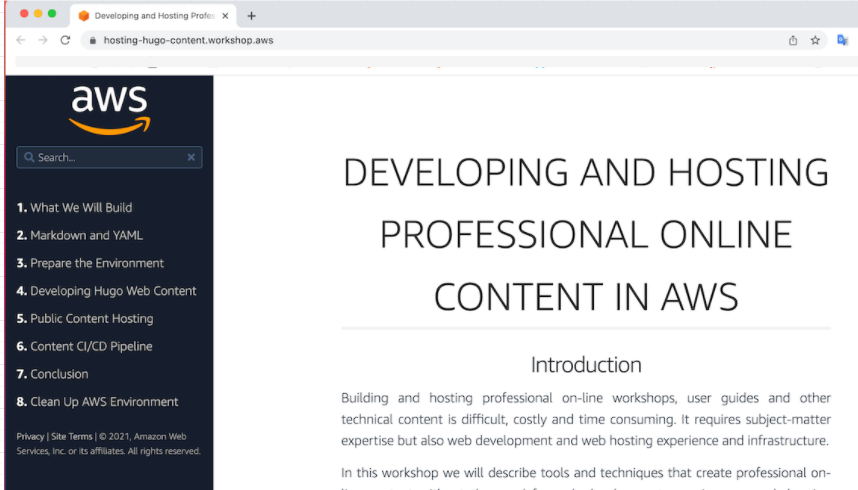 Developing and Hosting Profes
hosting-hugo-content.workshop.aws
aws
Search...
1. What We Will Build
2. Markdown and YAML
3. Prepare the Environment
4. Developing Hugo Web Content
5. Public Content Hosting
6. Content CI/CD Pipeline
7. Conclusion
8. Clean Up AWS Environment
Privacy | Site Terms | © 2021, Amazon Web
Services, Inc. or its affiliates. All rights reserved.
DEVELOPING AND HOSTING
PROFESSIONAL ONLINE
CONTENT IN AWS
Introduction
Building and hosting professional on-line workshops, user guides and other
technical content is difficult, costly and time consuming. It requires subject-matter
expertise but also web development and web hosting experience and infrastructure.
In this workshop we will describe tools and techniques that create professional on-